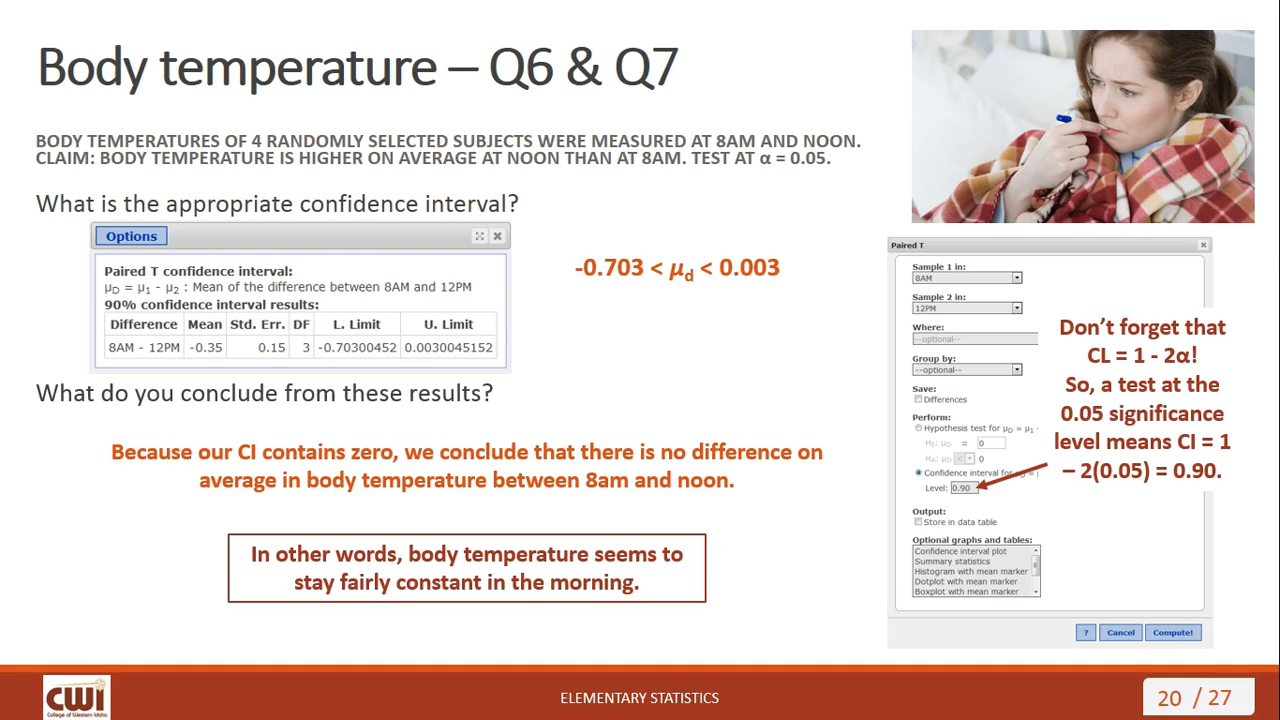 Body temperature – Q6 & Q7
BODY TEMPERATURES OF 4 RANDOMLY SELECTED SUBJECTS WERE MEASURED AT 8AM AND NOON.
CLAIM: BODY TEMPERATURE IS HIGHER ON AVERAGE AT NOON THAN AT 8AM. TEST AT α = 0.05.
What is the appropriate confidence interval?
Options
Paired T confidence interval:
μD = μ1 - μ2 : Mean of the difference between 8AM and 12PM
90% confidence interval results:
Difference Mean Std. Err. DF L. Limit U. Limit
8AM - 12PM -0.35 0.15 3 -0.70300452 0.0030045152
-0.703 < μd < 0.003
What do you conclude from these results?
Because our CI contains zero, we conclude that there is no difference on
average in body temperature between 8am and noon.
In other words, body temperature seems to
stay fairly constant in the morning.
Paired T
Sample 1 in:
8AM
Sample 2 in:
12PM
Where:
--optional--
Group by:
--optional--
Save:
Differences
Perform:
Hypothesis test for μD = μ1 -
H0: μD = 0
HA: μD < 0
Confidence interval for
Level: 0.90
Output:
Store in data table
Optional graphs and tables:
Confidence interval plot
Summary statistics
Histogram with mean marker
Dotplot with mean marker
Boxplot with mean marker
? Cancel Compute!
Don't forget that
CL = 1 - 2α!
So, a test at the
0.05 significance
level means CI = 1
– 2(0.05) = 0.90.
CWI
College of Western Idaho
ELEMENTARY STATISTICS
20 / 27